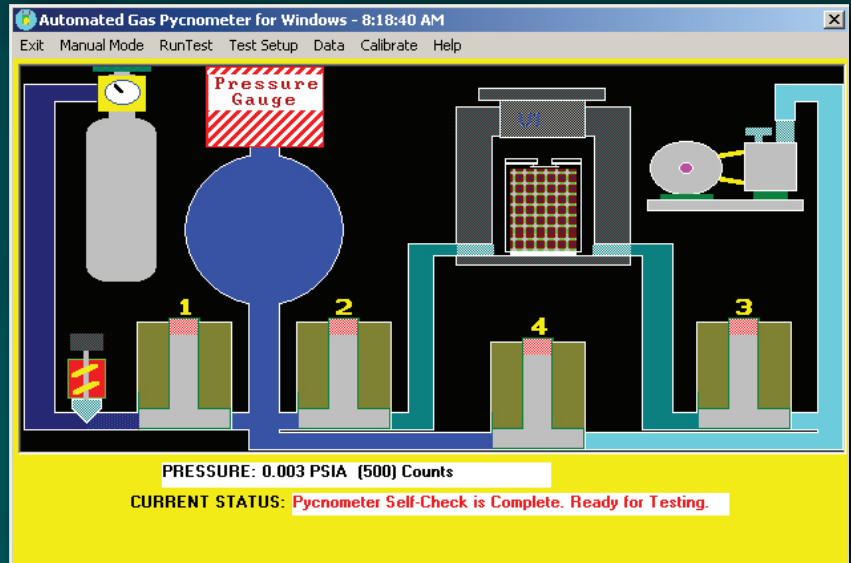 Automated Gas Pycnometer for Windows - 8:18:40 AM
Exit Manual Mode RunTest Test Setup Data Calibrate Help
Pressure
Gauge
V1
1
2
4
3
PRESSURE: 0.003 PSIA (500) Counts
CURRENT STATUS: Pycnometer Self-Check is Complete. Ready for Testing.